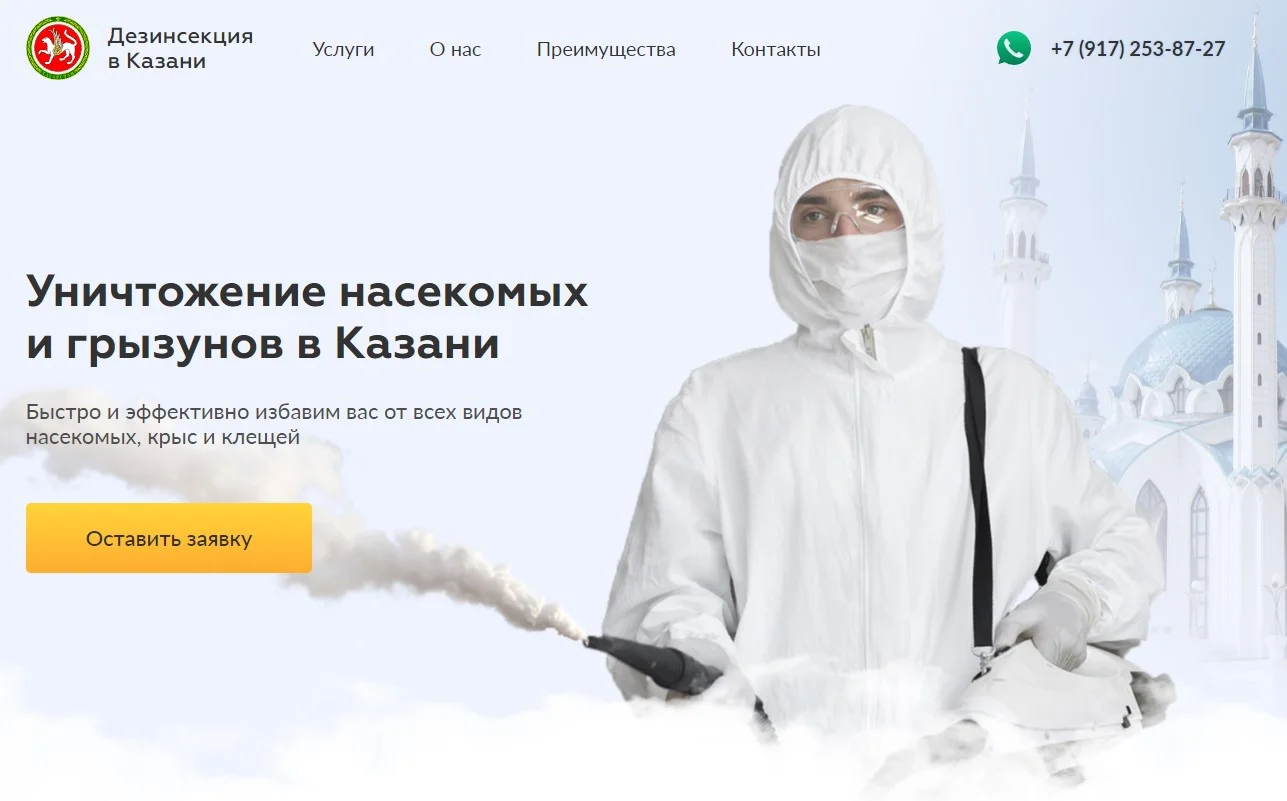 Дезинсекция
в Казани
Услуги
О нас
Преимущества
Контакты
+7 (917) 253-87-27
Уничтожение насекомых
и грызунов в Казани
Быстро и эффективно избавим вас от всех видов
насекомых, крыс и клещей
Оставить заявку